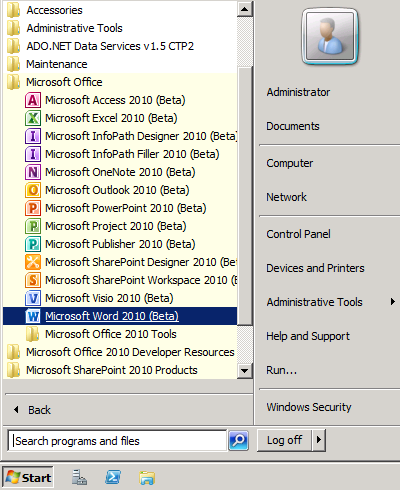 Accessories
Administrative Tools
ADO.NET Data Services v1.5 CTP2
Maintenance
Microsoft Office
Microsoft Access 2010 (Beta)
Microsoft Excel 2010 (Beta)
Microsoft InfoPath Designer 2010 (Beta)
Microsoft InfoPath Filler 2010 (Beta)
Microsoft OneNote 2010 (Beta)
Microsoft Outlook 2010 (Beta)
Microsoft PowerPoint 2010 (Beta)
Microsoft Project 2010 (Beta)
Microsoft Publisher 2010 (Beta)
Microsoft SharePoint Designer 2010 (Be
Microsoft SharePoint Workspace 2010 (B
Microsoft Visio 2010 (Beta)
Microsoft Word 2010 (Beta)
Microsoft Office 2010 Tools
Microsoft Office 2010 Developer Resources
Microsoft SharePoint 2010 Products
Back
Search programs and files
Administrator
Documents
Computer
Network
Control Panel
Devices and Printers
Administrative Tools
Help and Support
Run...
Windows Security
Log off
Start